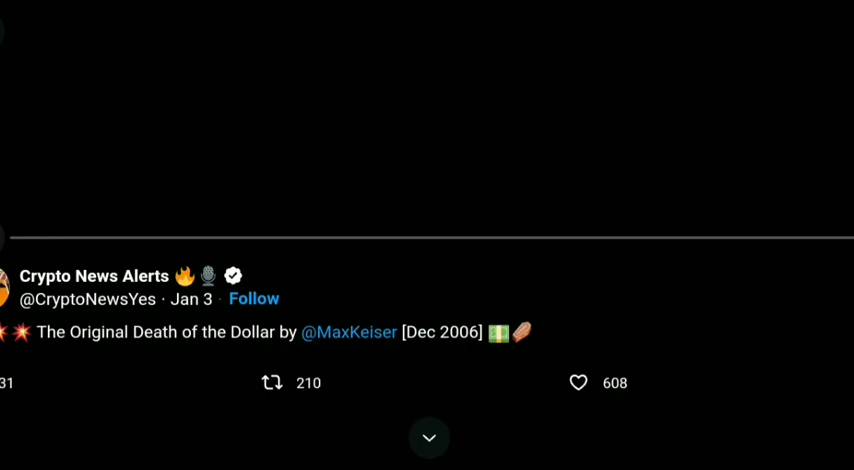 Crypto News Alerts 🔥🎙️
@CryptoNewsYes · Jan 3 · Follow
💥 The Original Death of the Dollar by @MaxKeiser [Dec 2006] 💵⚰️
31 210 608